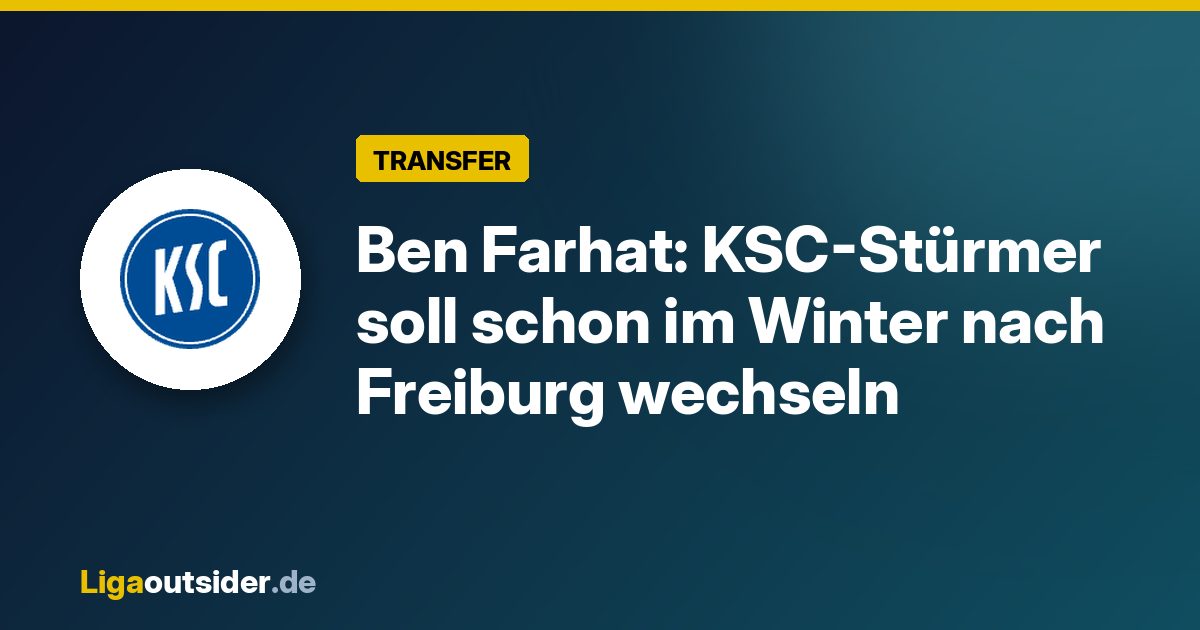 TRANSFER
KSC
Ben Farhat: KSC-Stürmer
soll schon im Winter nach
Freiburg wechseln
Ligaoutsider.de